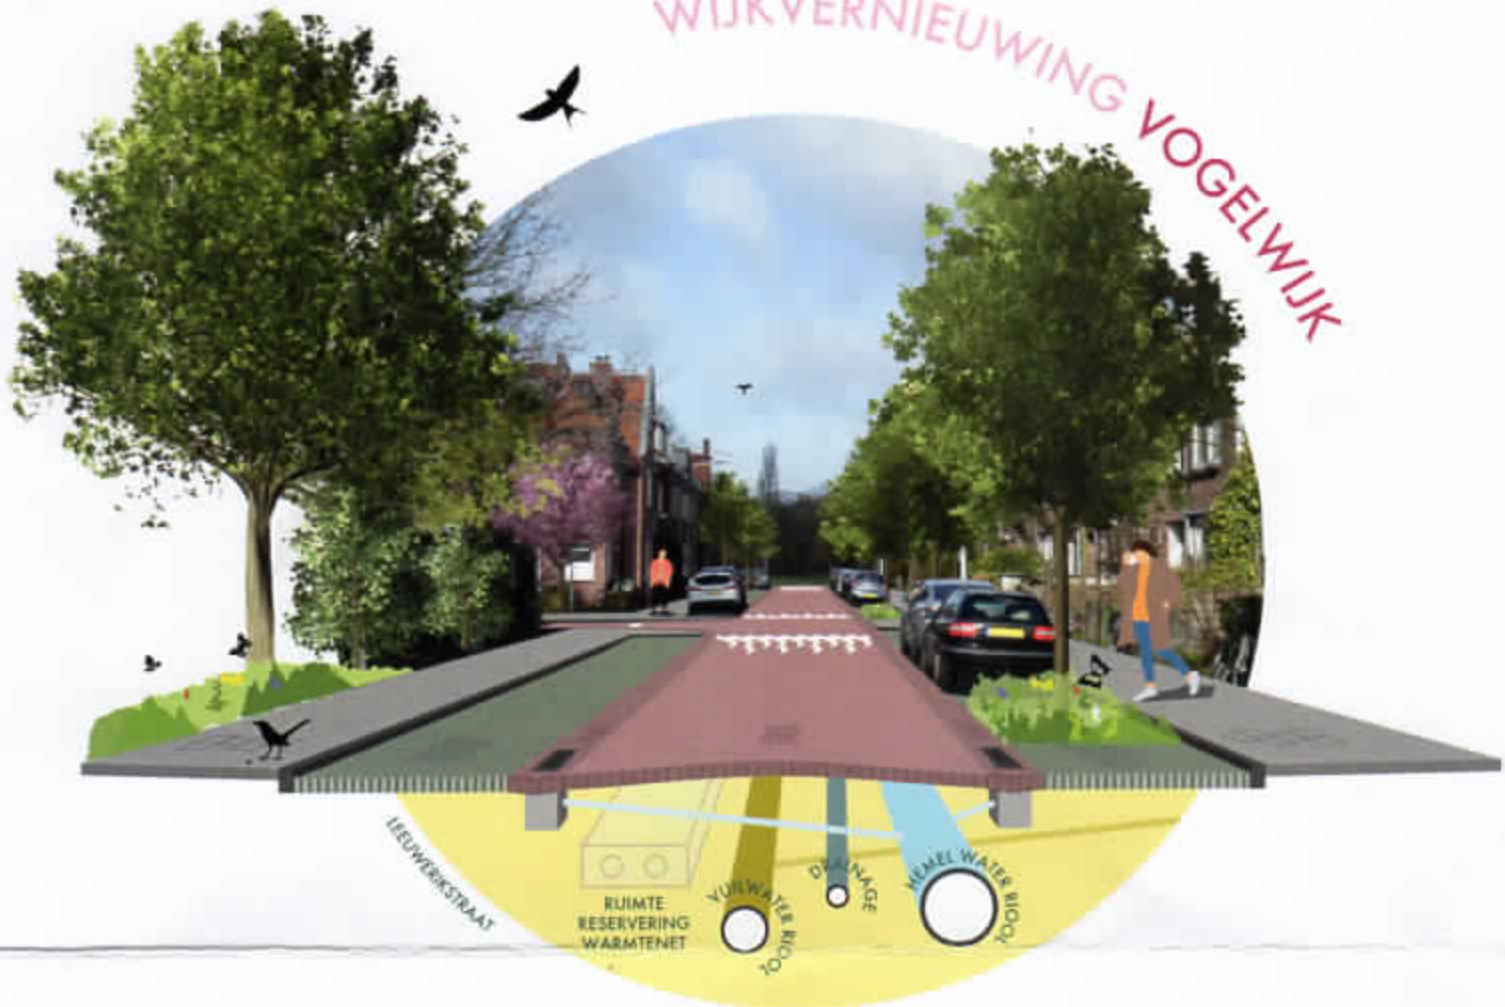 WIJKVERNIEUWING VOGELWIJK
LEEUWERIKSTRAAT
RUIMTE
RESERVERING
WARMTENET
VUILWATER RIOOL
DRAINAGE
HEMEL WATER RIOOL